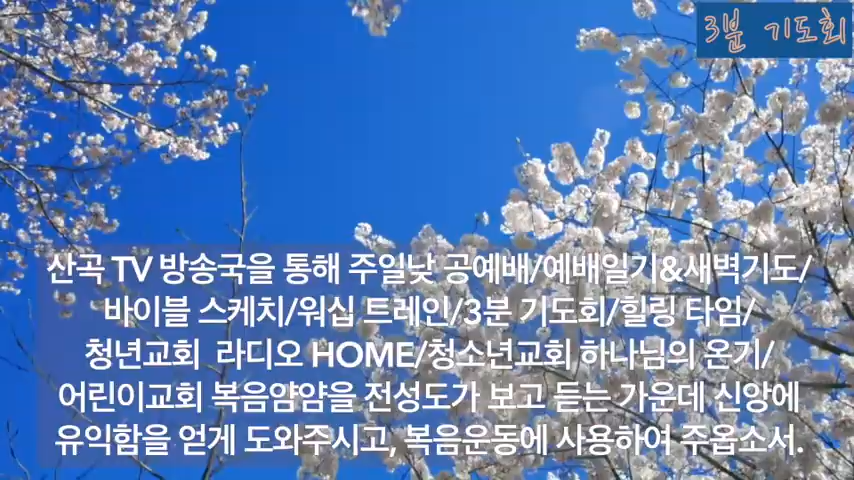 3분 기도회
산곡 TV 방송국을 통해 주일낮 공예배/예배일기&새벽기도/
바이블 스케치/워십 트레인/3분 기도회/힐링 타임/
청년교회 라디오 HOME/청소년교회 하나님의 온기/
어린이교회 복음얌얌을 전성도가 보고 듣는 가운데 신앙에
유익함을 얻게 도와주시고, 복음운동에 사용하여 주옵소서.